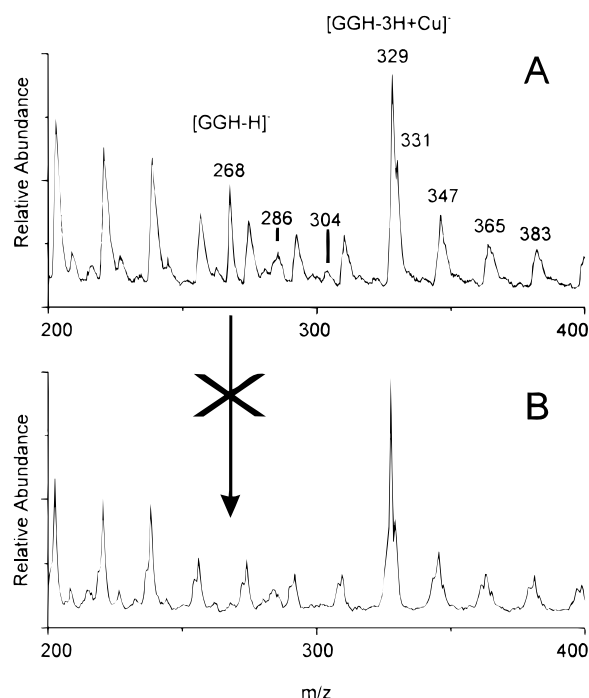 [GGH-3H+Cu]-
329
A
[GGH-H]-
331
268
347
286
304
365
383
Relative Abundance
200
300
400
B
Relative Abundance
200
300
400
m/z